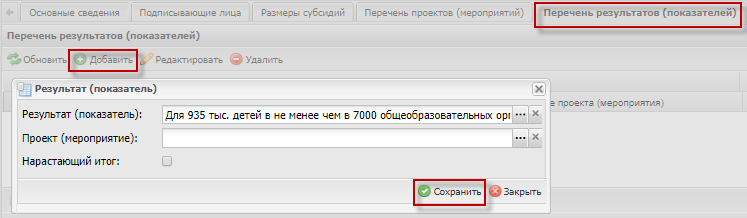 Основные сведения Подписывающие лица Размеры субсидий Перечень проектов (мероприятий) Перечень результатов (показателей)
Перечень результатов (показателей)
Обновить Добавить Редактировать Удалить
Результат (показатель)
Результат (показатель): Для 935 тыс. детей в не менее чем в 7000 общеобразовательных орг ...
е проекта (мероприятия)
Проект (мероприятие): ...
Нарастающий итог:
Сохранить Закрыть